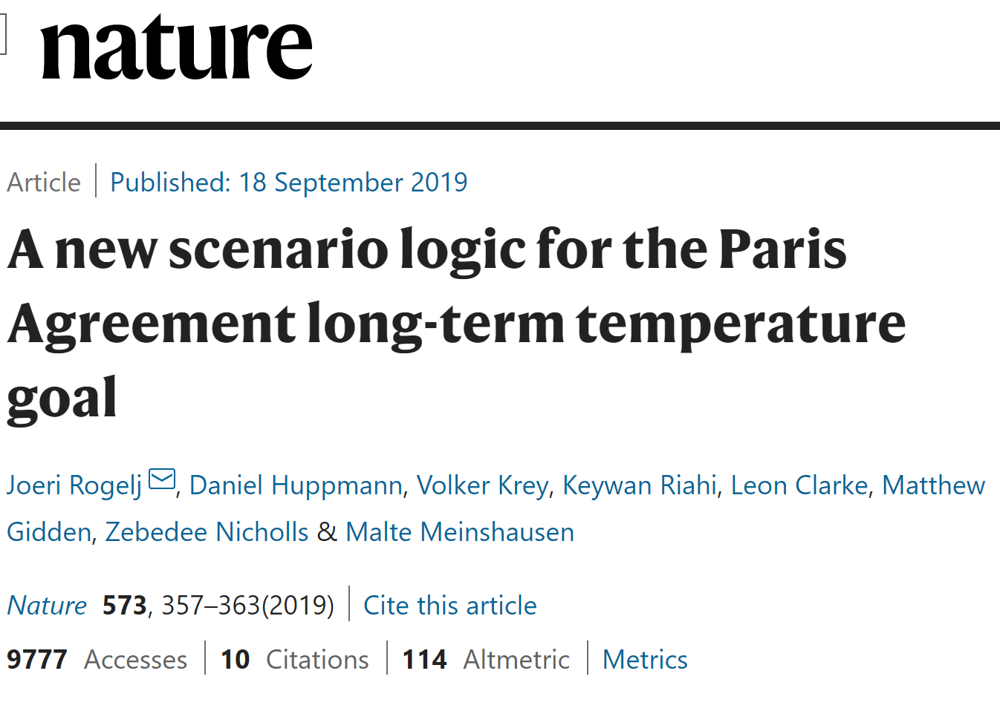 nature
Article Published: 18 September 2019
A new scenario logic for the Paris
Agreement long-term temperature
goal
Joeri Rogelj, Daniel Huppmann, Volker Krey, Keywan Riahi, Leon Clarke, Matthew
Gidden, Zebedee Nicholls & Malte Meinshausen
Nature 573, 357–363(2019) Cite this article
9777 Accesses 10 Citations 114 Altmetric Metrics